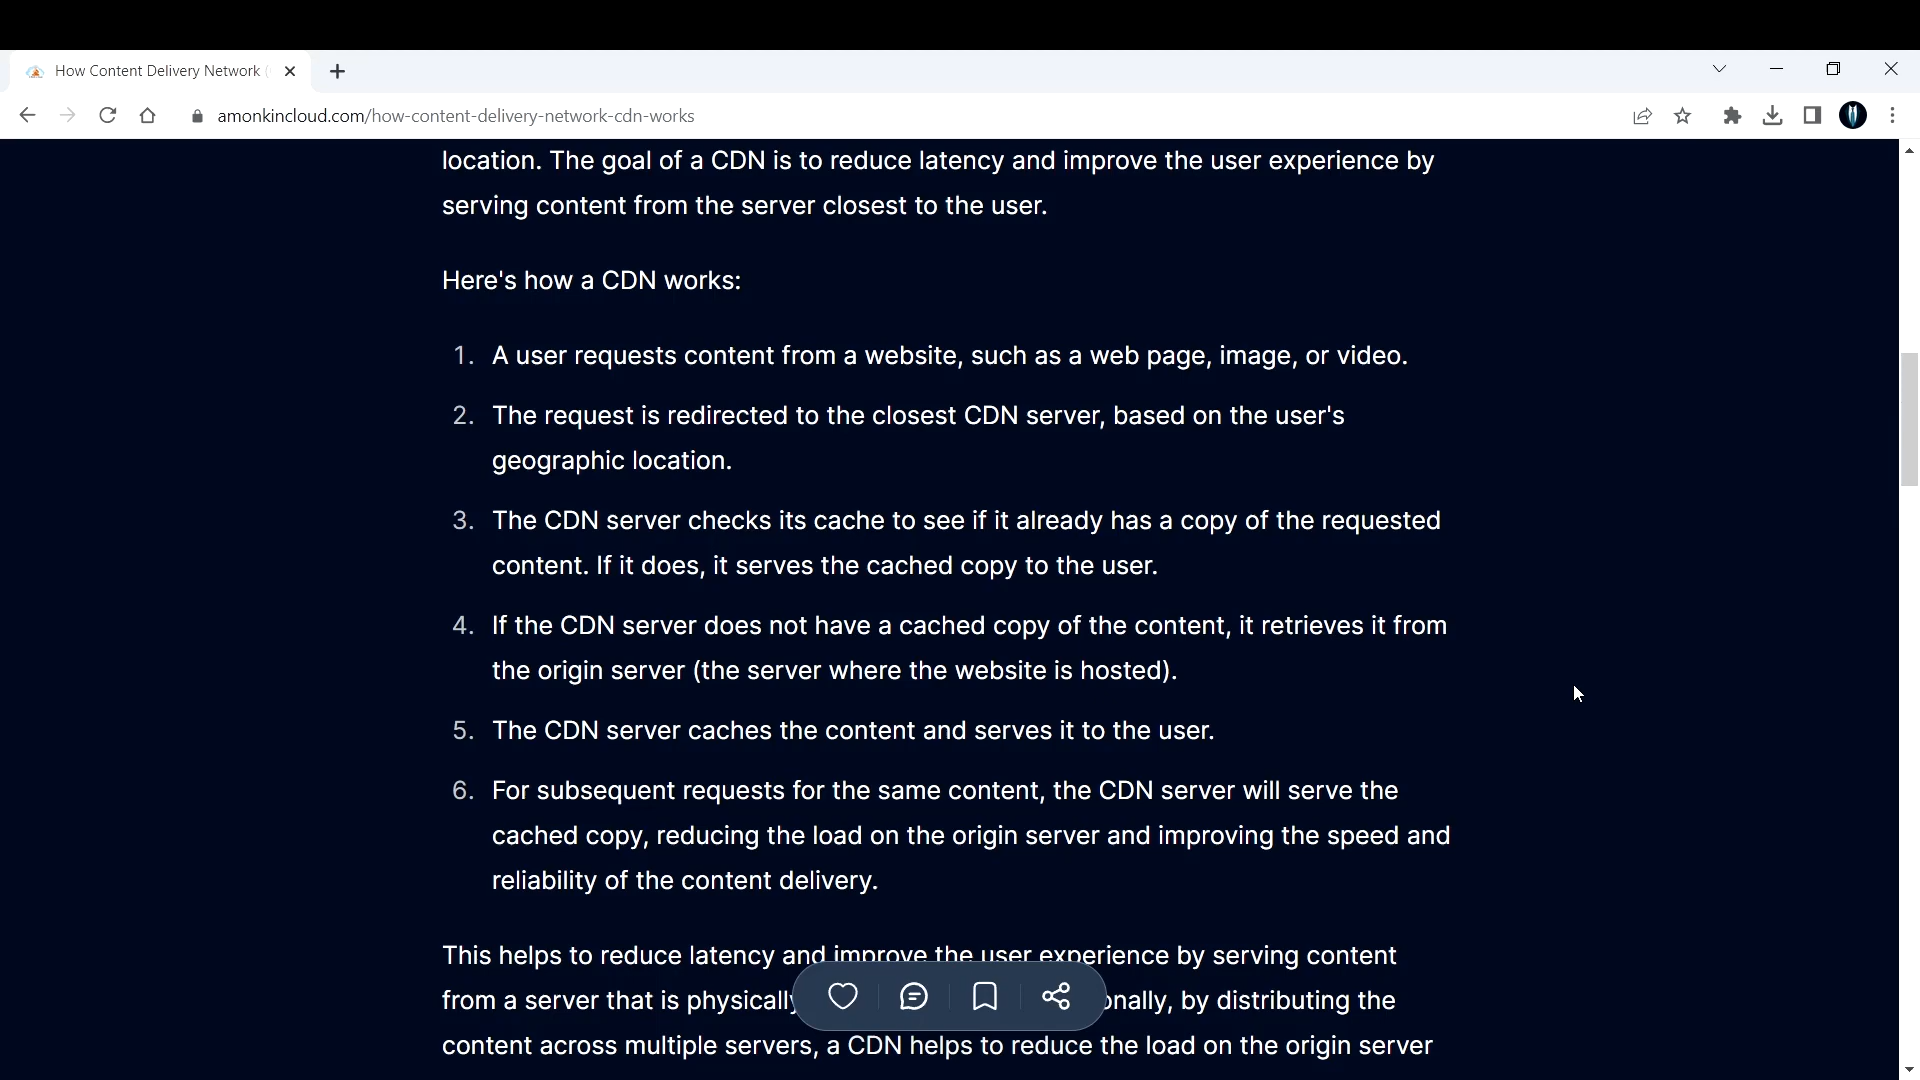 How Content Delivery Network (
amonkincloud.com/how-content-delivery-network-cdn-works
location. The goal of a CDN is to reduce latency and improve the user experience by
serving content from the server closest to the user.
Here's how a CDN works:
1. A user requests content from a website, such as a web page, image, or video.
2. The request is redirected to the closest CDN server, based on the user's
geographic location.
3. The CDN server checks its cache to see if it already has a copy of the requested
content. If it does, it serves the cached copy to the user.
4. If the CDN server does not have a cached copy of the content, it retrieves it from
the origin server (the server where the website is hosted).
5. The CDN server caches the content and serves it to the user.
6. For subsequent requests for the same content, the CDN server will serve the
cached copy, reducing the load on the origin server and improving the speed and
reliability of the content delivery.
This helps to reduce latency and improve the user experience by serving content
from a server that is physically onally, by distributing the
content across multiple servers, a CDN helps to reduce the load on the origin server